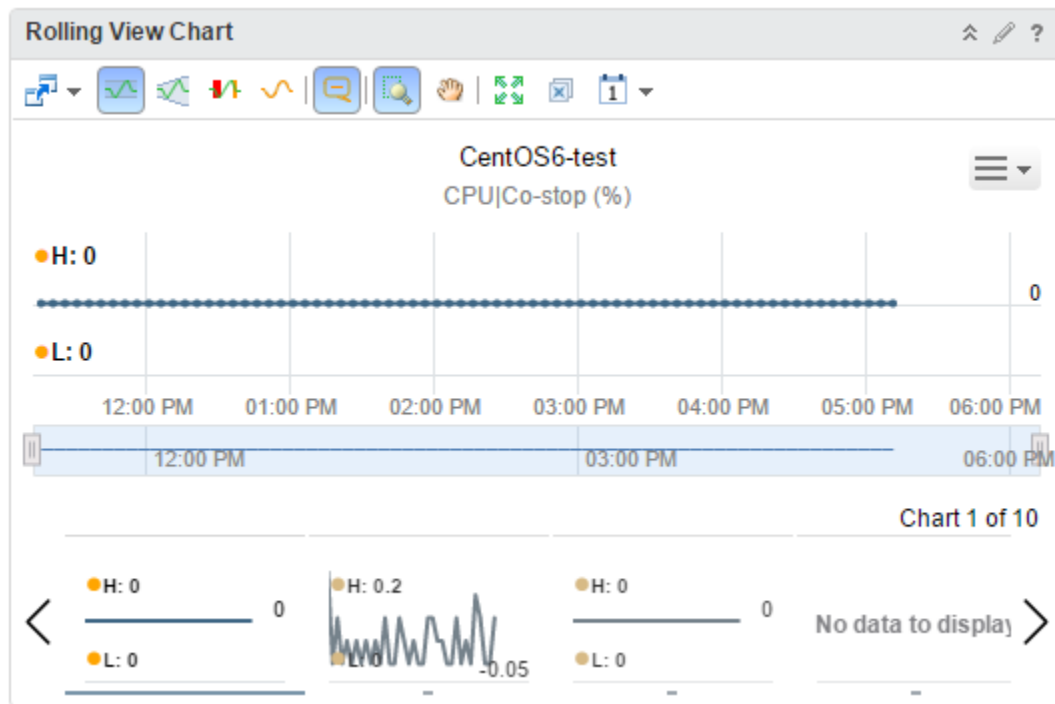 Rolling View Chart ?
1
CentOS6-test
CPU|Co-stop (%)
H: 0
0
L: 0
12:00 PM 01:00 PM 02:00 PM 03:00 PM 04:00 PM 05:00 PM 06:00 PM
12:00 PM 03:00 PM 06:00 PM
Chart 1 of 10
H: 0 H: 0.2 H: 0
0 0 No data to display
L: 0 L: 0 -0.05 L: 0